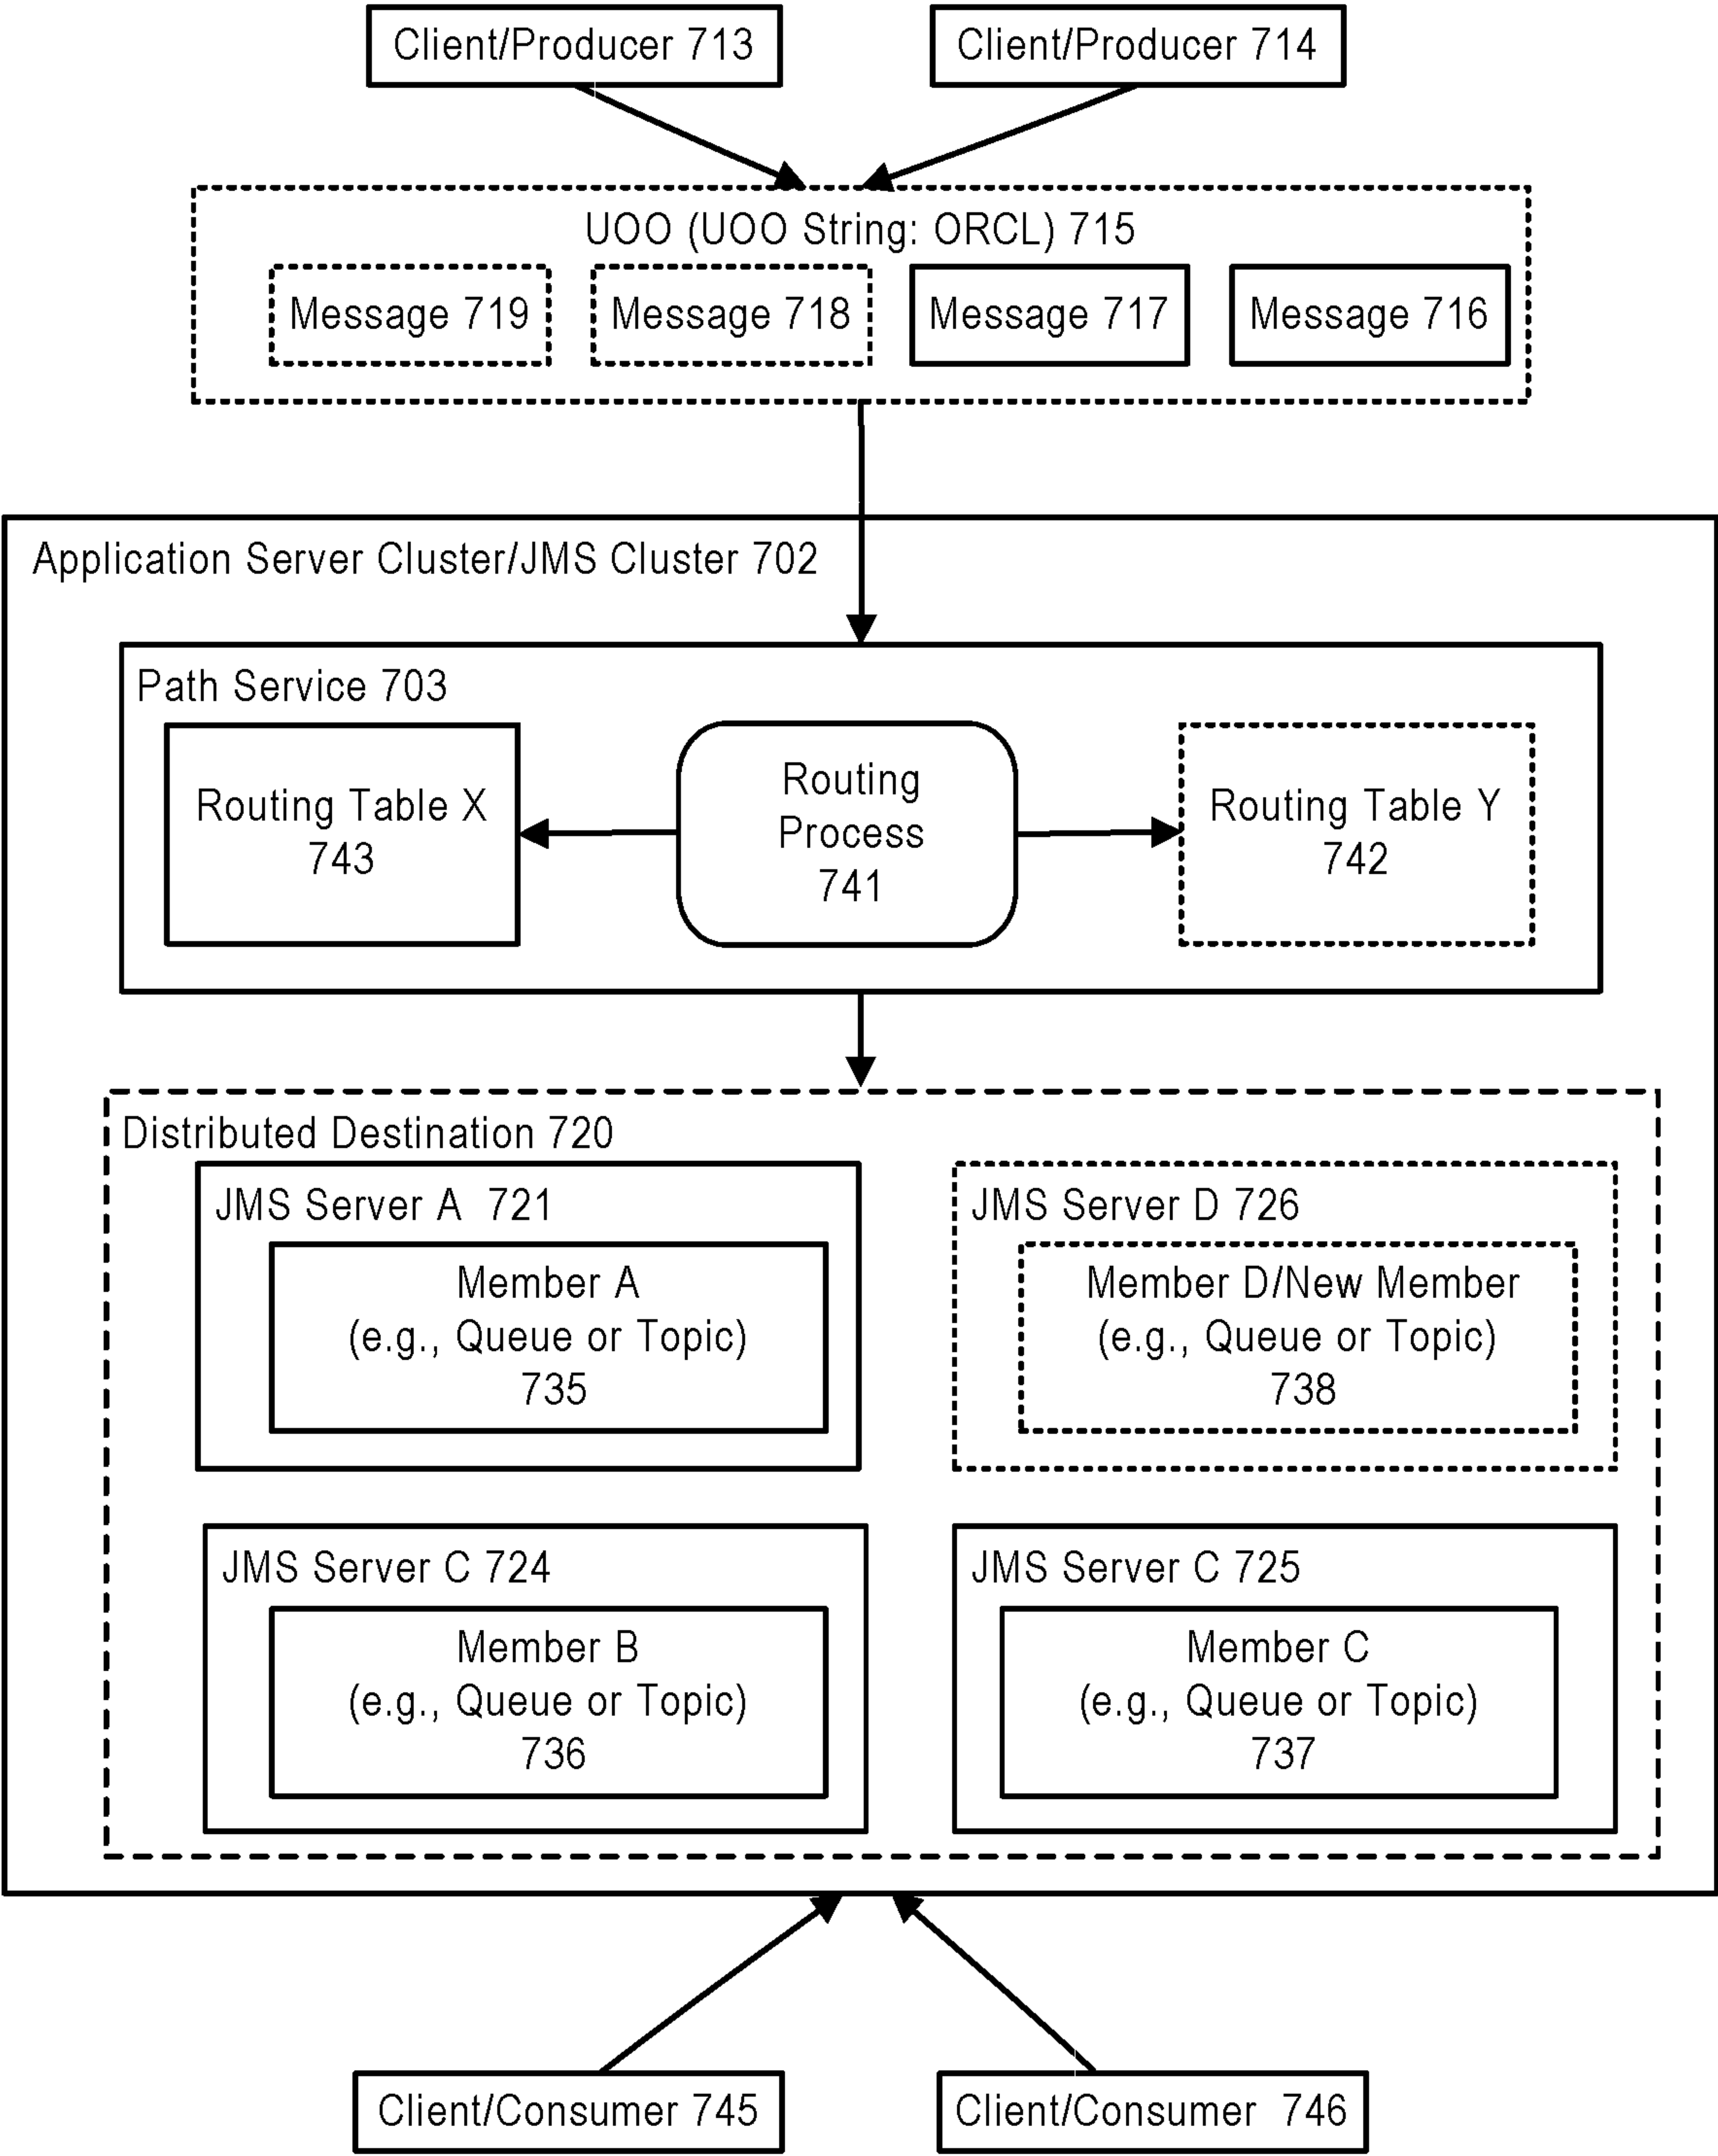 Client/Producer 713
Client/Producer 714
UOO (UOO String: ORCL) 715
Message 719
Message 718
Message 717
Message 716
Application Server Cluster/JMS Cluster 702
Path Service 703
Routing Table X
743
Routing
Process
741
Routing Table Y
742
Distributed Destination 720
JMS Server A 721
Member A
(e.g., Queue or Topic)
735
JMS Server D 726
Member D/New Member
(e.g., Queue or Topic)
738
JMS Server C 724
Member B
(e.g., Queue or Topic)
736
JMS Server C 725
Member C
(e.g., Queue or Topic)
737
Client/Consumer 745
Client/Consumer 746